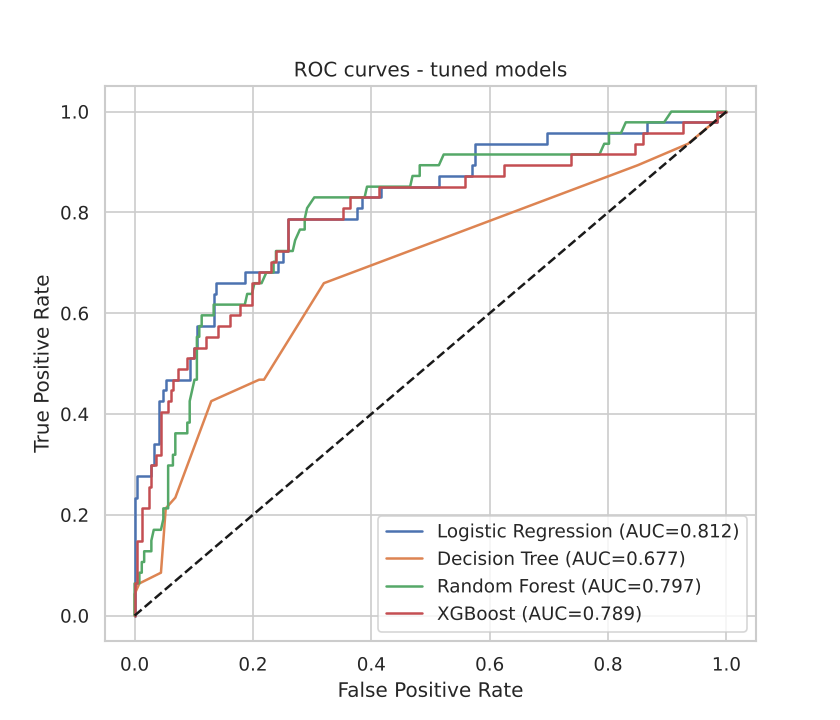 ROC curves - tuned models
True Positive Rate
1.0
0.8
0.6
0.4
0.2
0.0
Logistic Regression (AUC=0.812)
Decision Tree (AUC=0.677)
Random Forest (AUC=0.797)
XGBoost (AUC=0.789)
0.0 0.2 0.4 0.6 0.8 1.0
False Positive Rate